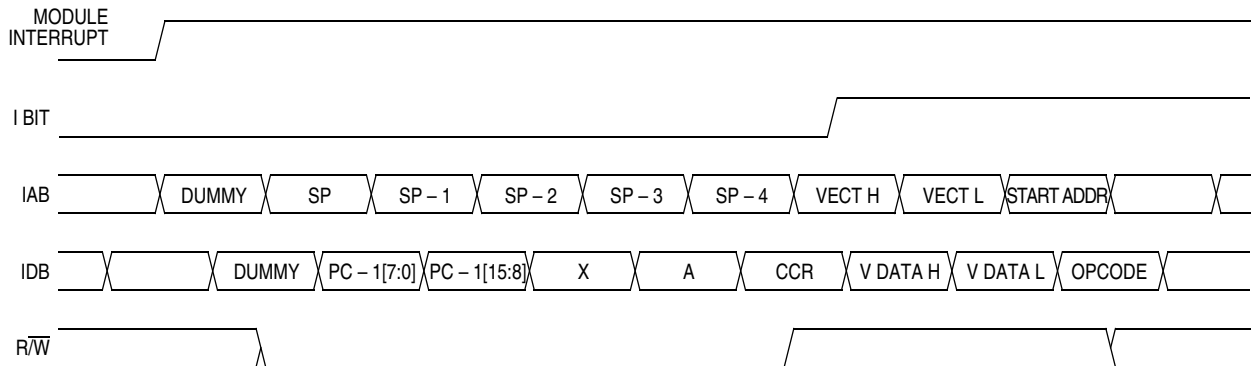 MODULE
INTERRUPT
I BIT
IAB DUMMY SP SP – 1 SP – 2 SP – 3 SP – 4 VECT H VECT L START ADDR
IDB DUMMY PC – 1[7:0] PC – 1[15:8] X A CCR V DATA H V DATA L OPCODE
R/W̅